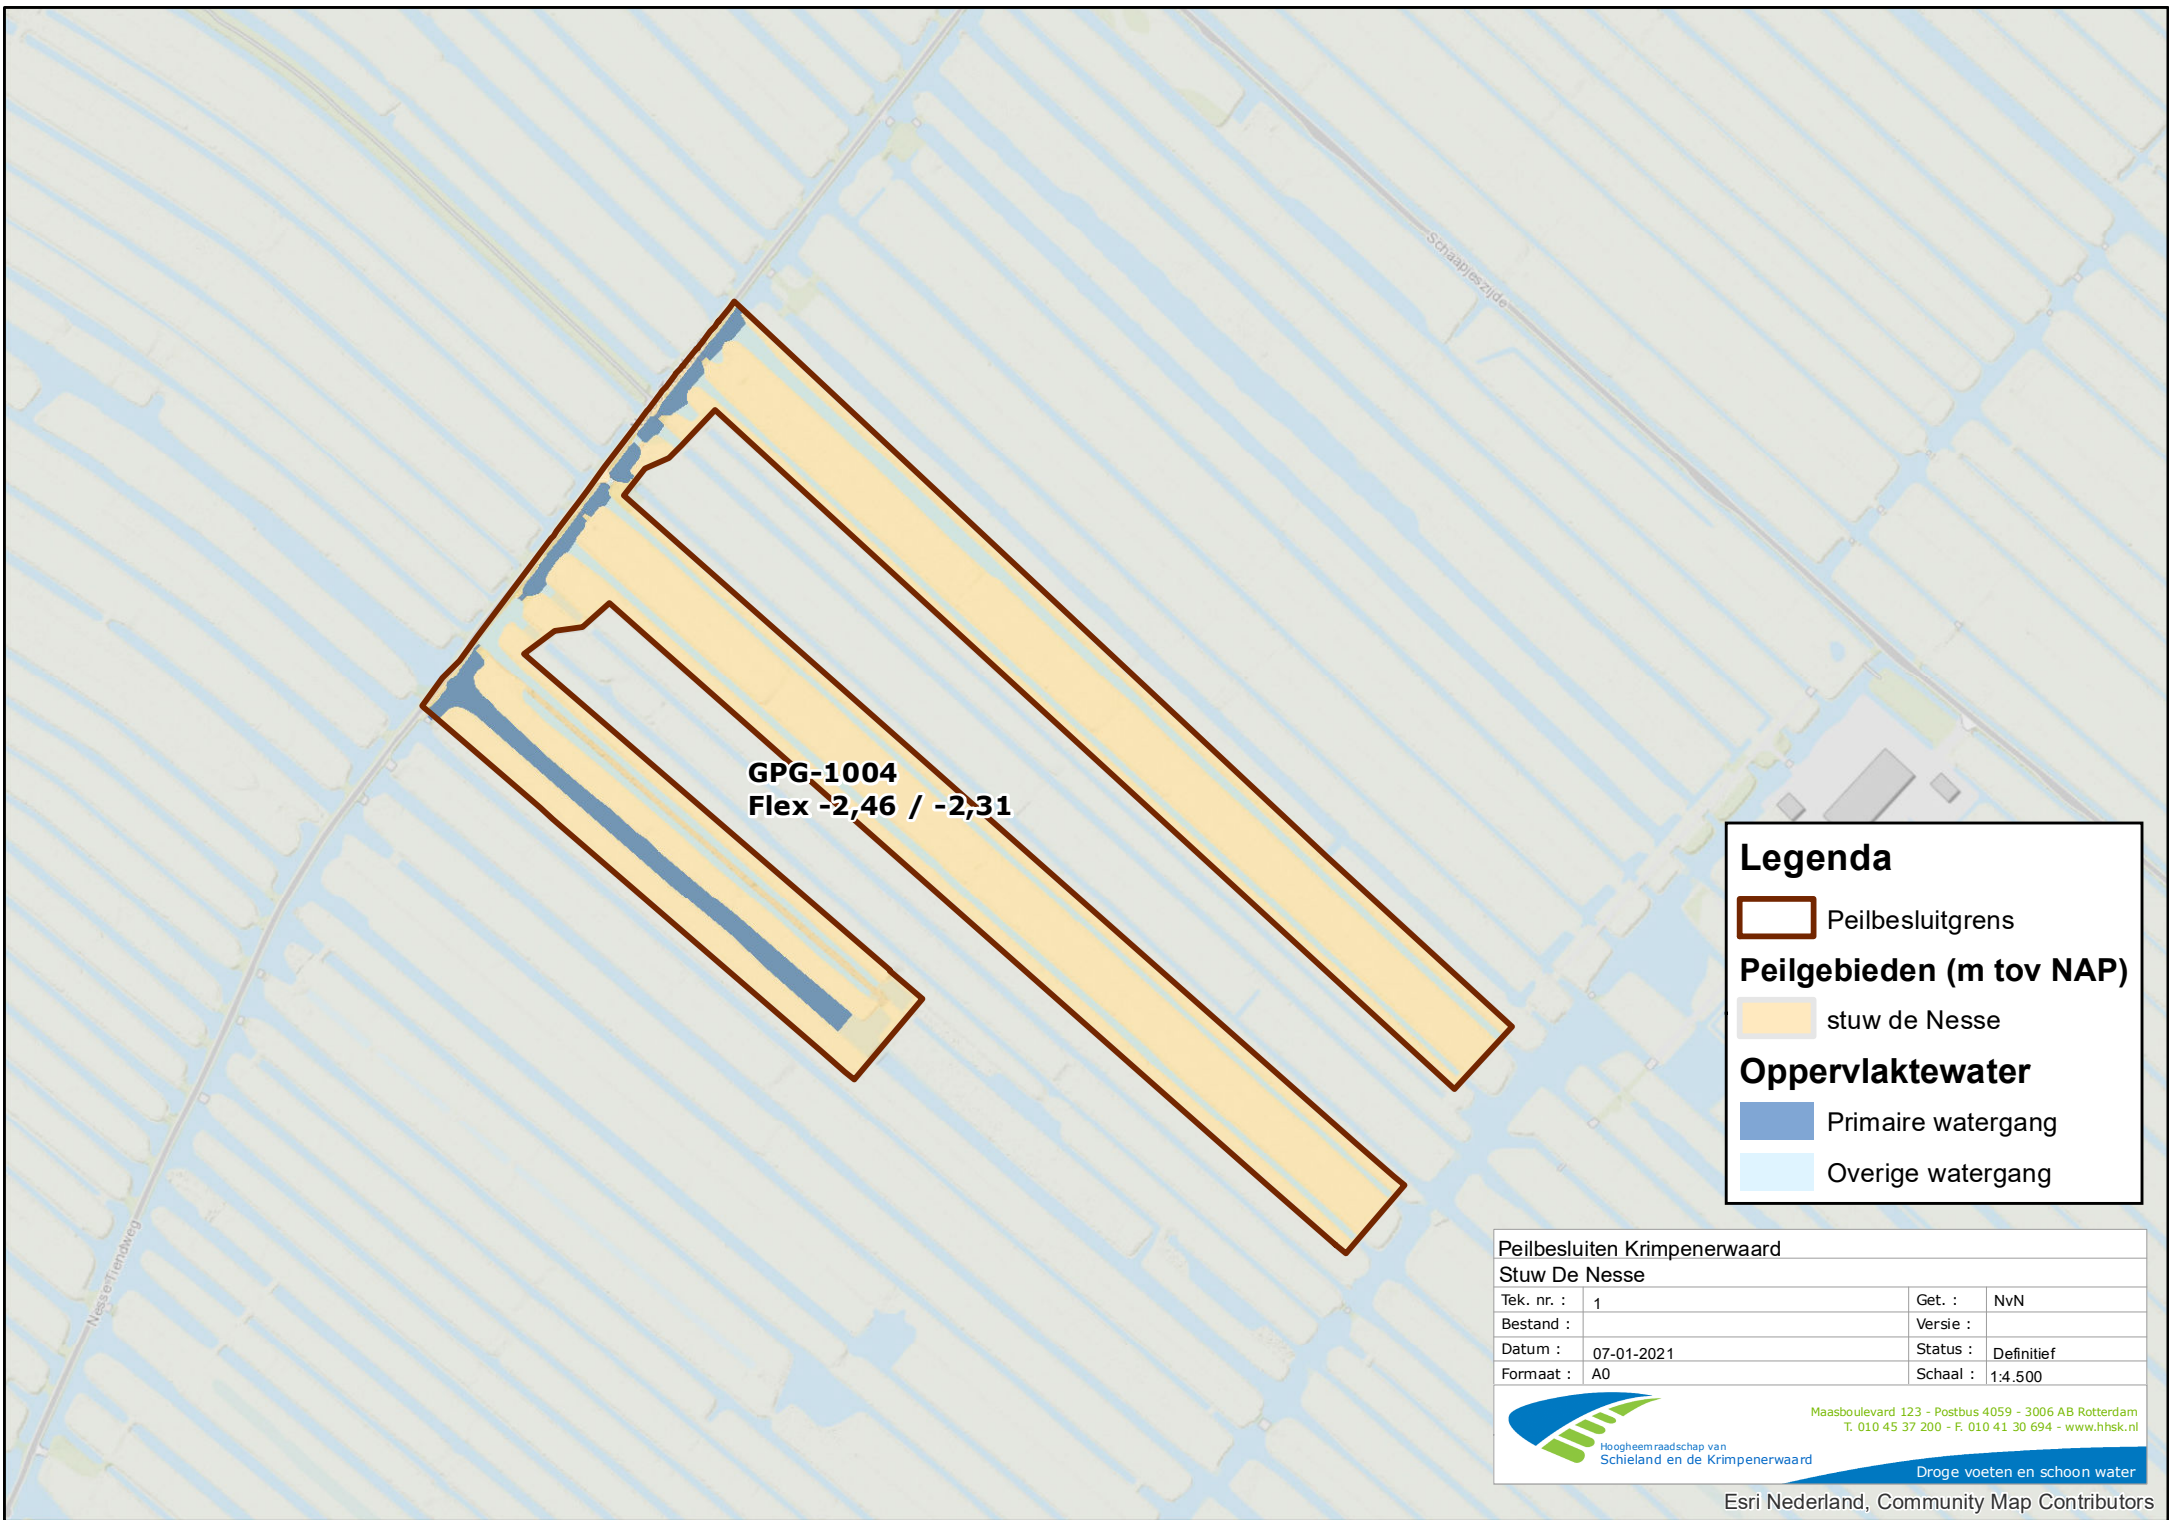 Schaapjeszijde
GPG-1004
Flex -2,46 / -2,31
Nesse Tiendweg
Legenda
Peilbesluitgrens
Peilgebieden (m tov NAP)
stuw de Nesse
Oppervlaktewater
Primaire watergang
Overige watergang
Peilbesluiten Krimpenerwaard
Stuw De Nesse
Tek. nr. : 1 Get. : NvN
Bestand : Versie :
Datum : 07-01-2021 Status : Definitief
Formaat : A0 Schaal : 1:4.500
Maasboulevard 123 - Postbus 4059 - 3006 AB Rotterdam
T. 010 45 37 200 - F. 010 41 30 694 - www.hhsk.nl
Hoogheemraadschap van
Schieland en de Krimpenerwaard
Droge voeten en schoon water
Esri Nederland, Community Map Contributors